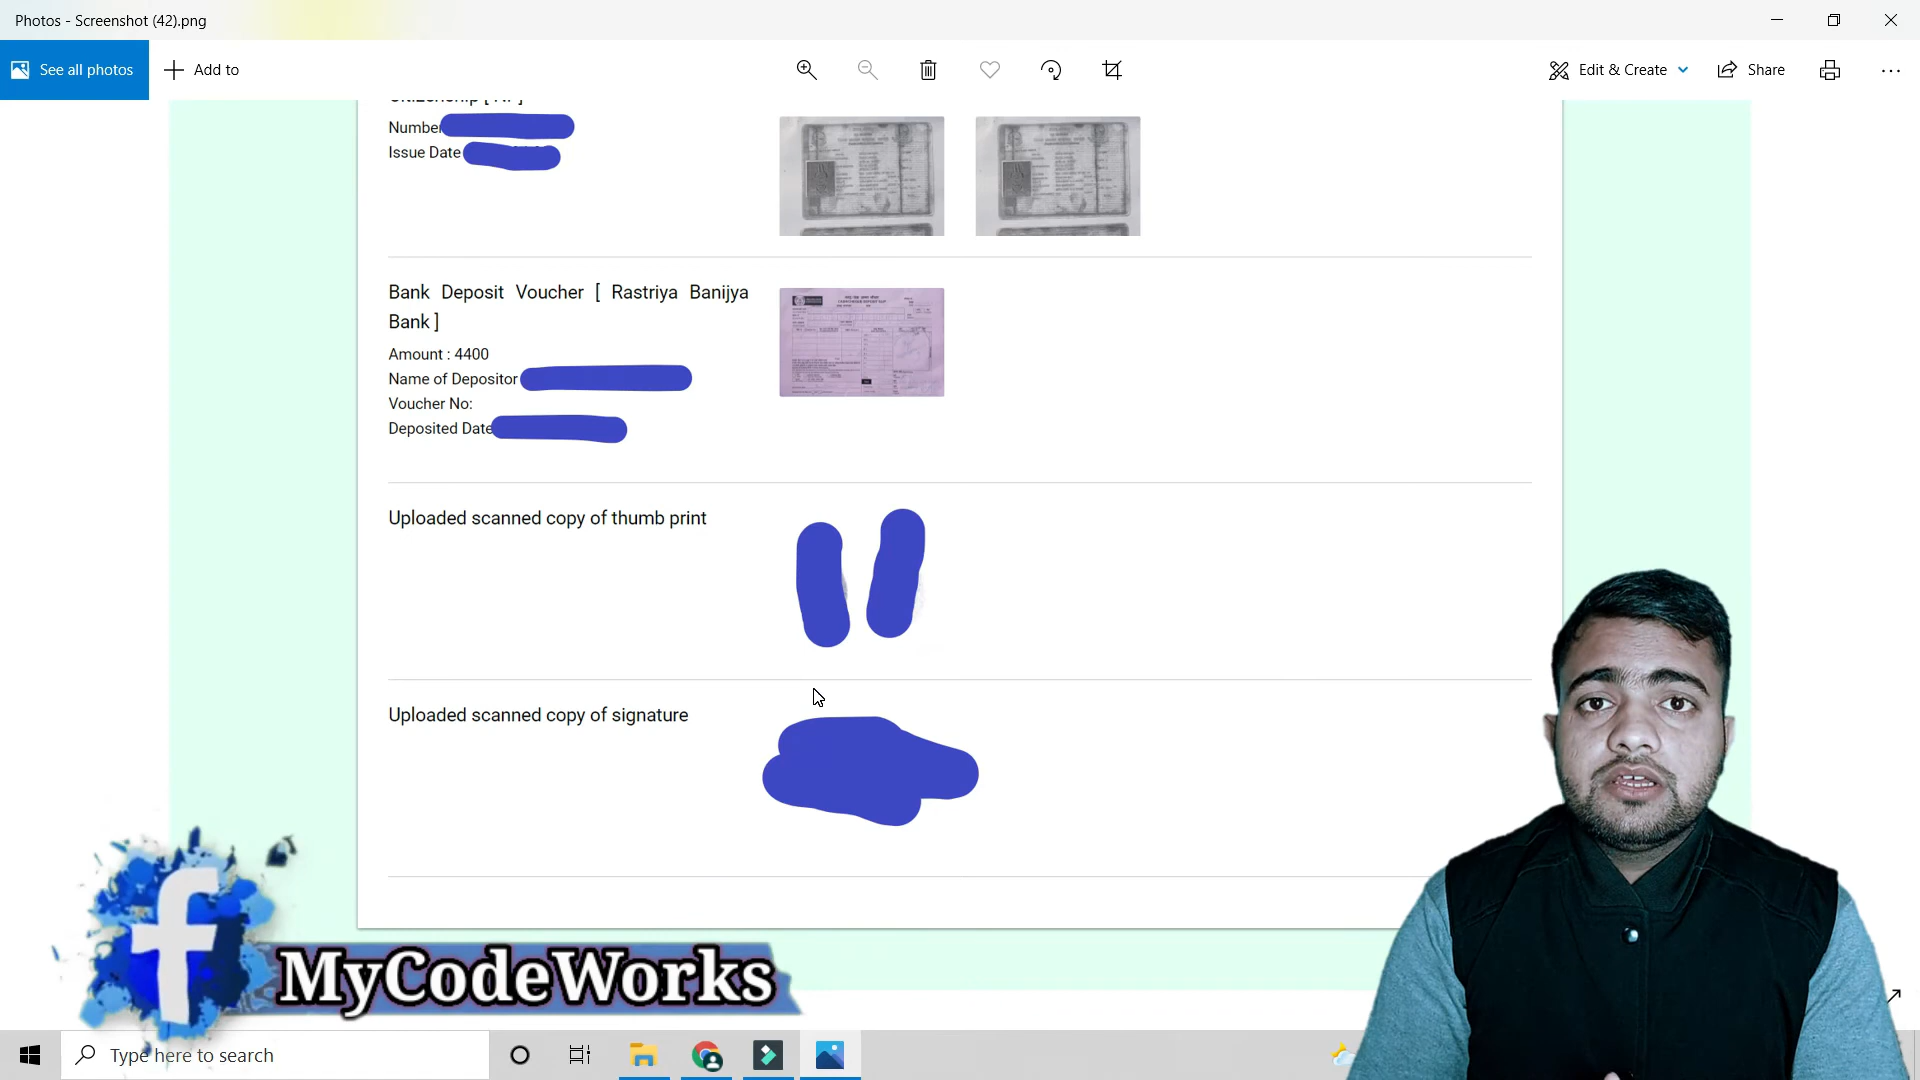 Photos - Screenshot (42).png
See all photos
Add to
Edit & Create
Share
Number
Issue Date
Bank Deposit Voucher [ Rastriya Banijya
Bank ]
Amount : 4400
Name of Depositor
Voucher No:
Deposited Date
Uploaded scanned copy of thumb print
Uploaded scanned copy of signature
f MyCodeWorks
Type here to search